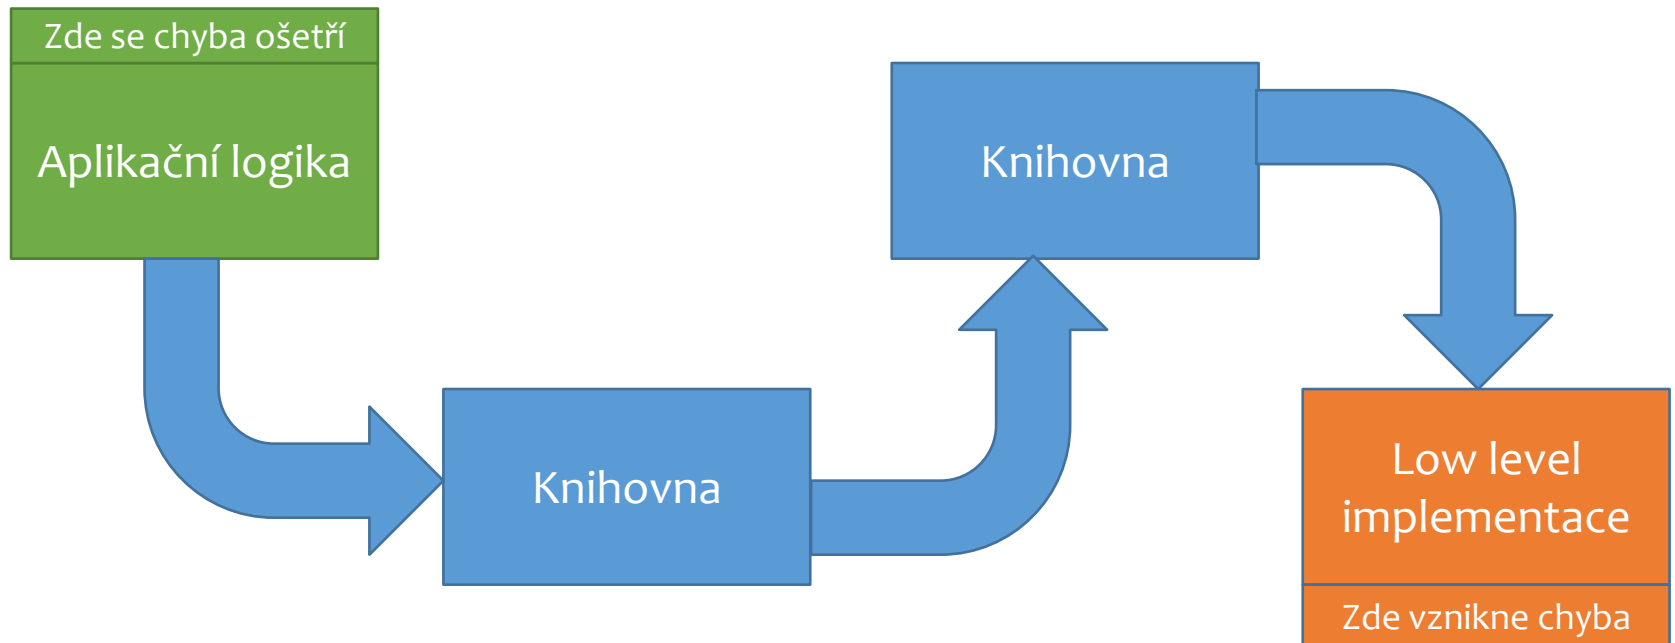 Zde se chyba ošetří
Aplikační logika
Knihovna
Knihovna
Low level
implementace
Zde vznikne chyba